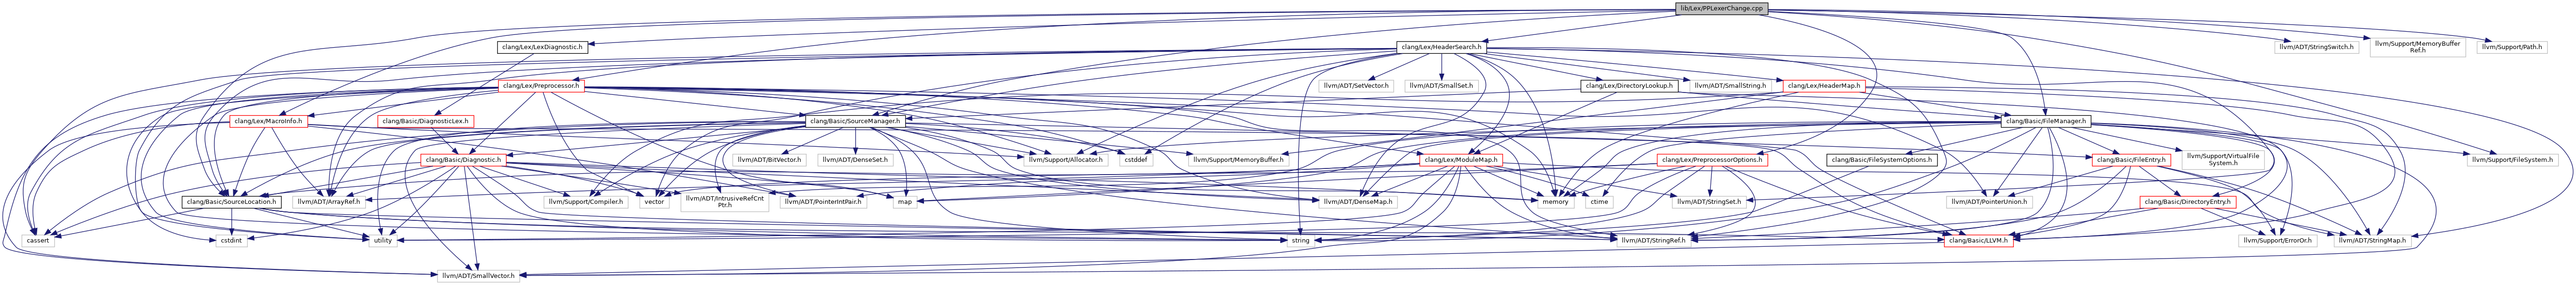 lib/Lex/PPLexerChange.cpp
clang/Lex/LexDiagnostic.h
clang/Lex/HeaderSearch.h
llvm/ADT/StringSwitch.h
llvm/Support/MemoryBuffer
Ref.h
llvm/Support/Path.h
clang/Lex/Preprocessor.h
llvm/ADT/SetVector.h
llvm/ADT/SmallSet.h
clang/Lex/DirectoryLookup.h
llvm/ADT/SmallString.h
clang/Lex/HeaderMap.h
clang/Lex/MacroInfo.h
clang/Basic/DiagnosticLex.h
clang/Basic/SourceManager.h
clang/Basic/FileManager.h
clang/Basic/Diagnostic.h
llvm/ADT/BitVector.h
llvm/ADT/DenseSet.h
llvm/Support/Allocator.h
cstddef
llvm/Support/MemoryBuffer.h
clang/Lex/ModuleMap.h
clang/Lex/PreprocessorOptions.h
clang/Basic/FileSystemOptions.h
clang/Basic/FileEntry.h
llvm/Support/VirtualFile
System.h
llvm/Support/FileSystem.h
clang/Basic/SourceLocation.h
llvm/ADT/ArrayRef.h
llvm/Support/Compiler.h
vector
llvm/ADT/IntrusiveRefCnt
Ptr.h
llvm/ADT/PointerIntPair.h
map
llvm/ADT/DenseMap.h
memory
ctime
llvm/ADT/StringSet.h
llvm/ADT/PointerUnion.h
clang/Basic/DirectoryEntry.h
cassert
cstdint
utility
string
llvm/ADT/StringRef.h
clang/Basic/LLVM.h
llvm/Support/ErrorOr.h
llvm/ADT/StringMap.h
llvm/ADT/SmallVector.h